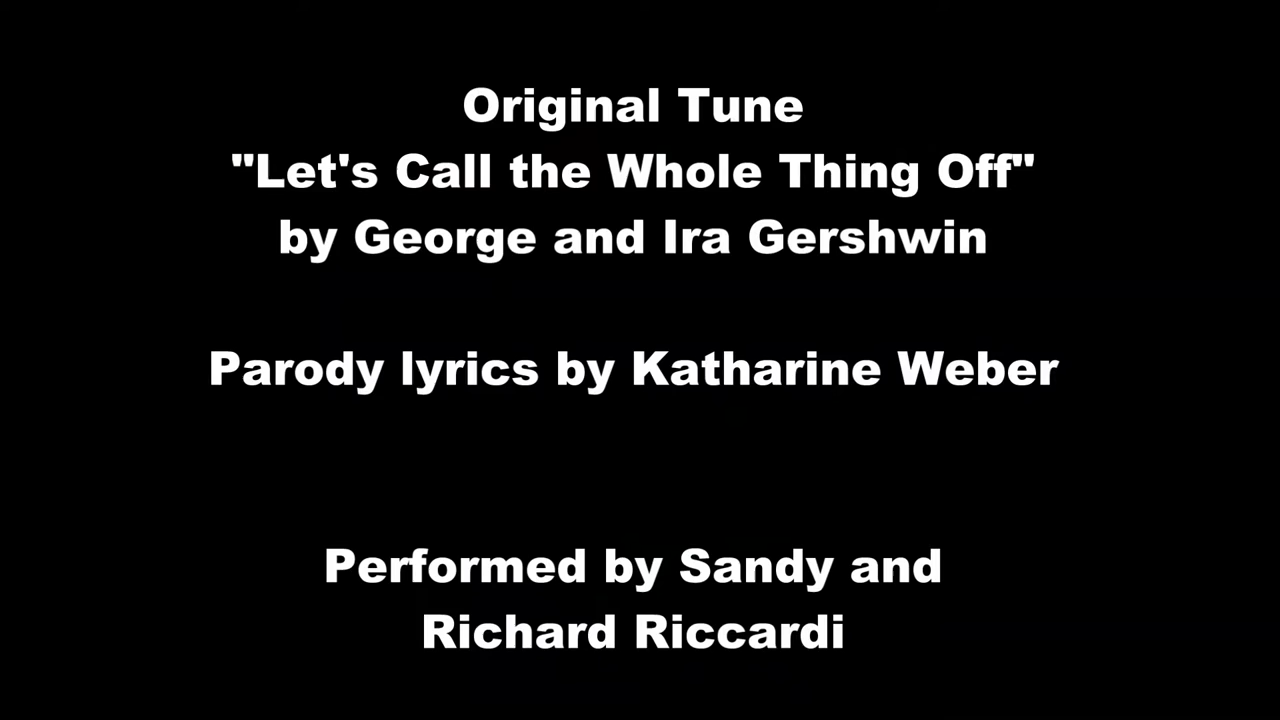 Original Tune
"Let's Call the Whole Thing Off"
by George and Ira Gershwin
Parody lyrics by Katharine Weber
Performed by Sandy and
Richard Riccardi